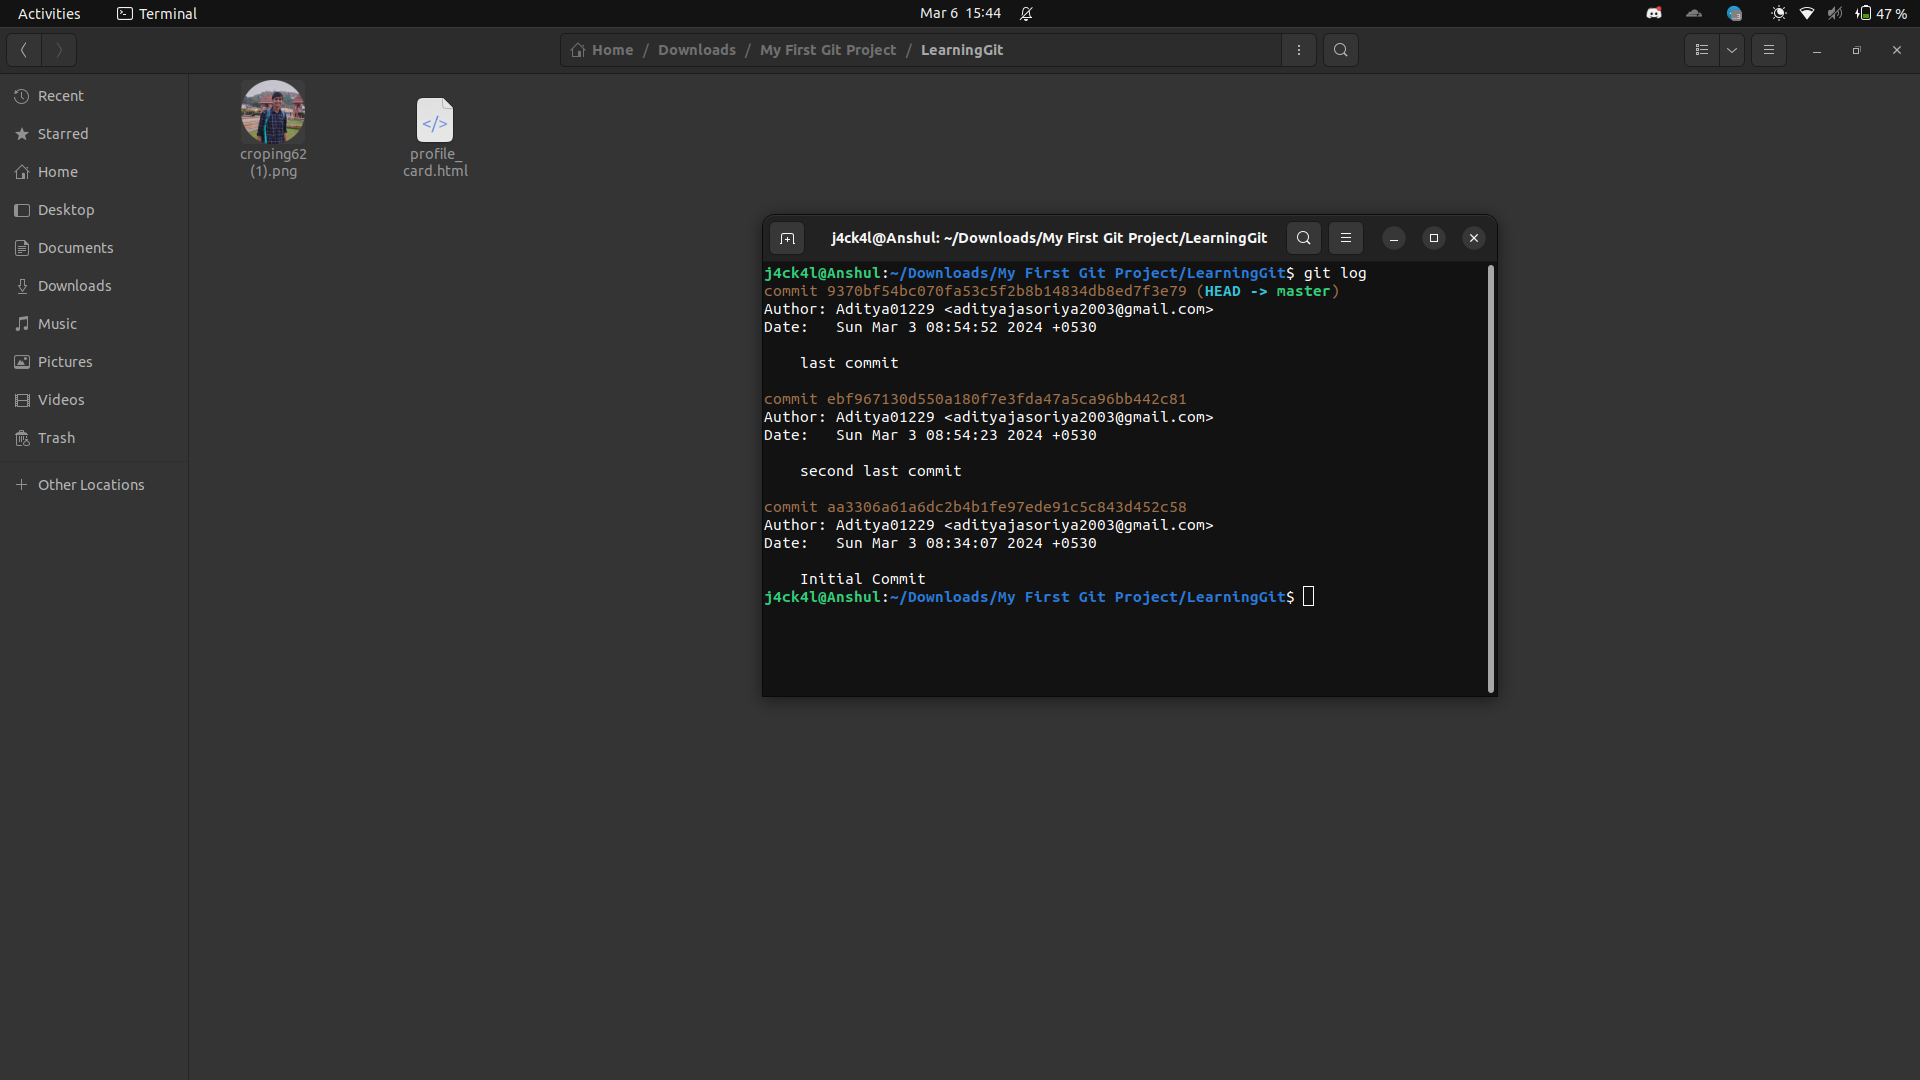 Activities
Terminal
Mar 6 15:44
47 %
Home / Downloads / My First Git Project / LearningGit
Recent
Starred
Home
Desktop
Documents
Downloads
Music
Pictures
Videos
Trash
Other Locations
croping62
(1).png
profile_
card.html
j4ck4l@Anshul: ~/Downloads/My First Git Project/LearningGit
j4ck4l@Anshul:~/Downloads/My First Git Project/LearningGit$ git log
commit 9370bf54bc070fa53c5f2b8b14834db8ed7f3e79 (HEAD -> master)
Author: Aditya01229 <adityajasoriya2003@gmail.com>
Date:   Sun Mar 3 08:54:52 2024 +0530
last commit
commit ebf967130d550a180f7e3fda47a5ca96bb442c81
Author: Aditya01229 <adityajasoriya2003@gmail.com>
Date:   Sun Mar 3 08:54:23 2024 +0530
second last commit
commit aa3306a61a6dc2b4b1fe97ede91c5c843d452c58
Author: Aditya01229 <adityajasoriya2003@gmail.com>
Date:   Sun Mar 3 08:34:07 2024 +0530
Initial Commit
j4ck4l@Anshul:~/Downloads/My First Git Project/LearningGit$